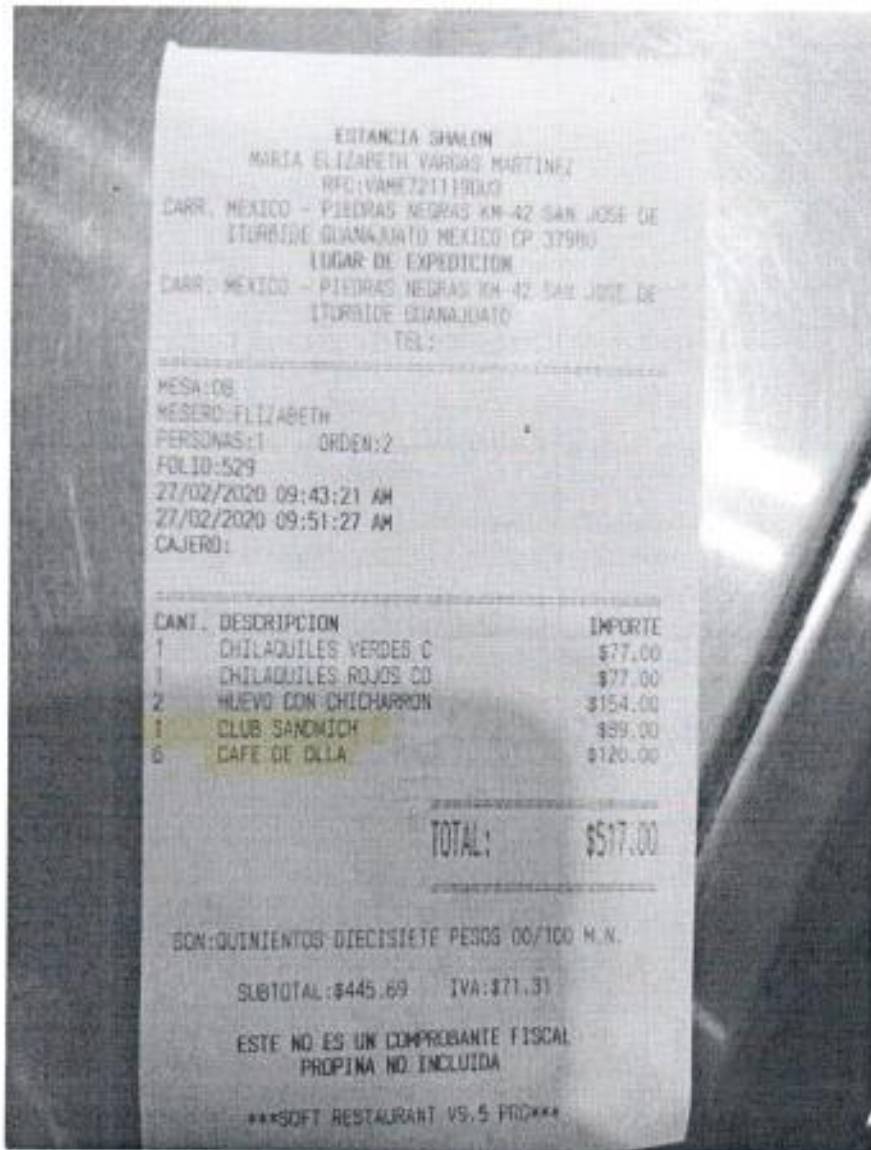 ESTANCIA SHALON
MARIA ELIZABETH VARGAS MARTINEZ
CARR. MEXICO - PIEDRAS NEGRAS KM-42 SAN JOSE DE
ITURBIDE GUANAJUATO MEXICO CP 37980
LUGAR DE EXPEDICION
CARR. MEXICO - PIEDRAS NEGRAS KM-42 SAN JOSE DE
ITURBIDE GUANAJUATO
TEL:
MESA:08
MESERO:ELIZABETH
PERSONAS:1 ORDEN:2
FOLIO:529
27/02/2020 09:43:21 AM
27/02/2020 09:51:27 AM
CAJERO:
CANT. DESCRIPCION IMPORTE
1 CHILAQUILES VERDES C $77.00
1 CHILAQUILES ROJOS CO $77.00
2 HUEVO CON CHICHARRON $154.00
1 CLUB SANDWICH $89.00
6 CAFE DE OLLA $120.00
TOTAL: $517.00
SON:QUINIENTOS DIECISIETE PESOS 00/100 M.N.
SUBTOTAL:$445.69 IVA:$71.31
ESTE NO ES UN COMPROBANTE FISCAL
PROPINA NO INCLUIDA
***SOFT RESTAURANT V9.5 PRO***